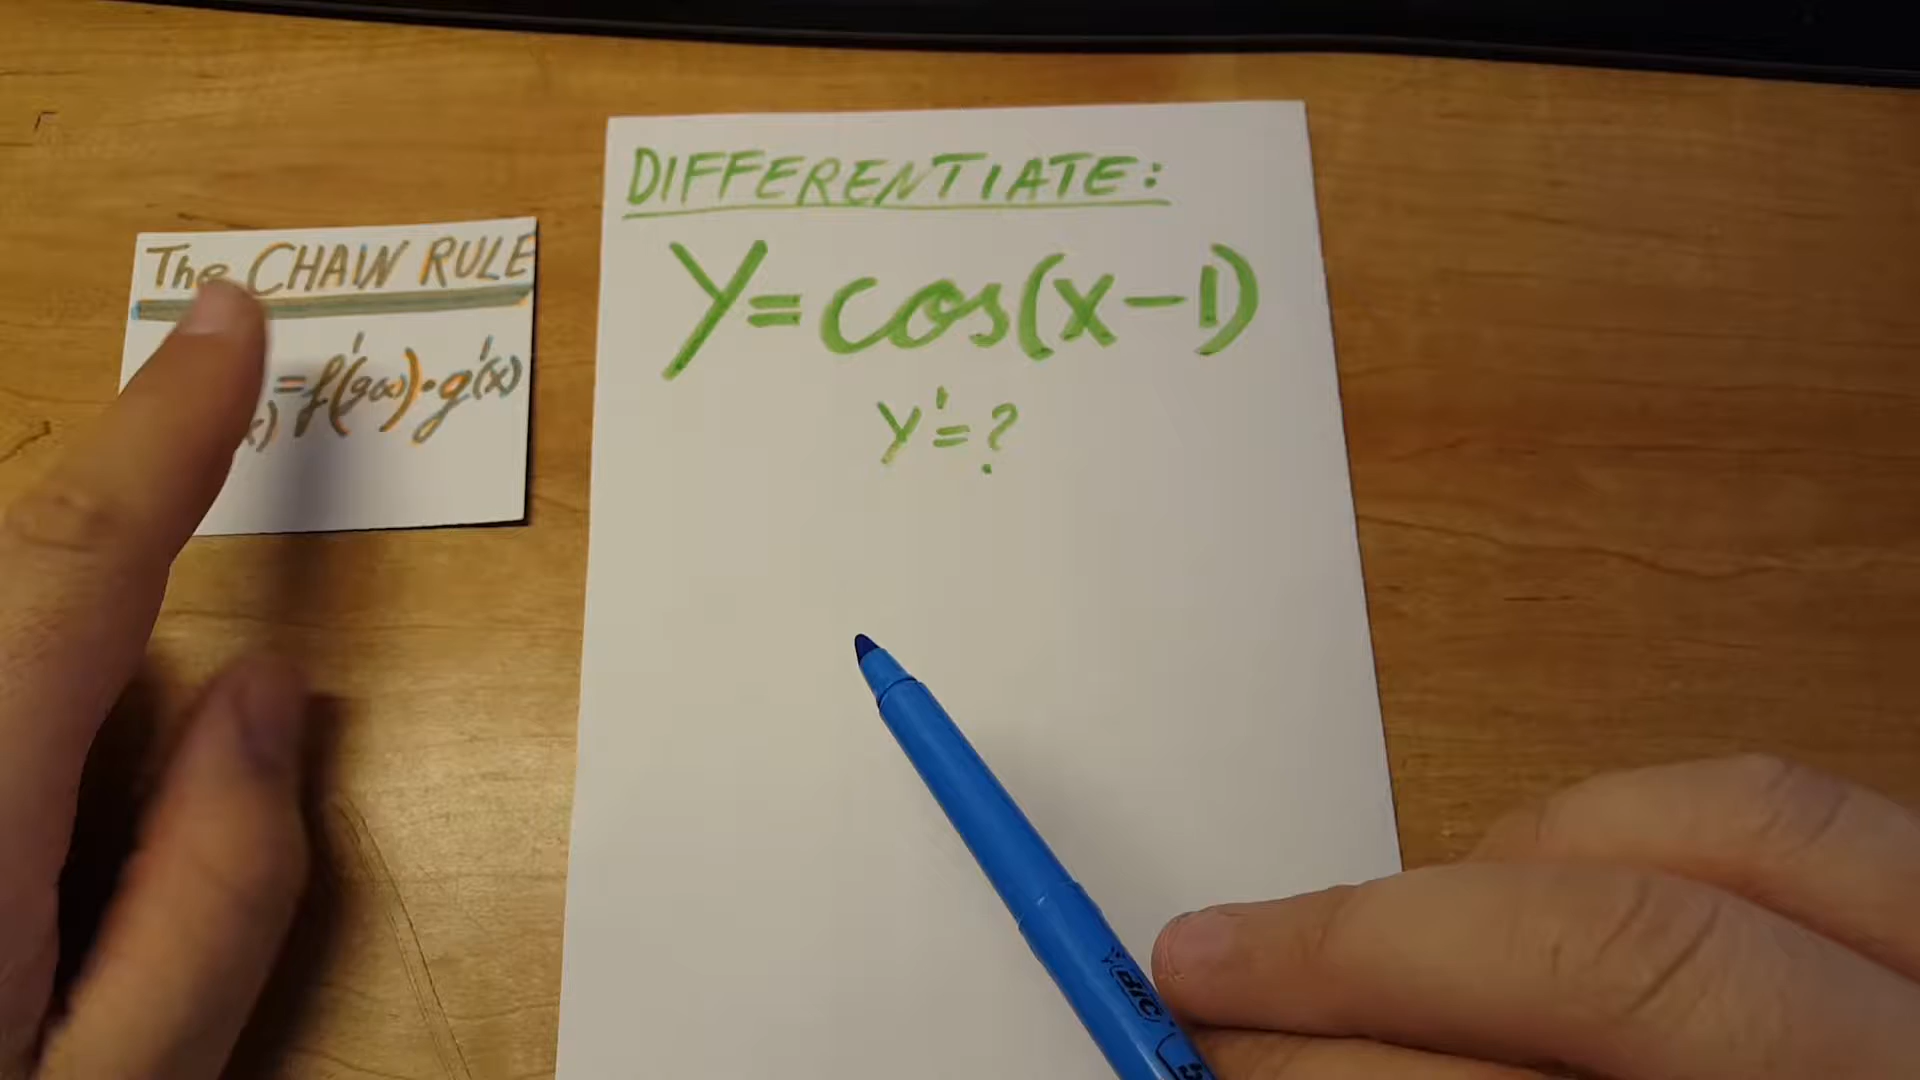 The CHAIN RULE
x) = f'(g(x)) · g'(x)
DIFFERENTIATE:
Y = cos(x-1)
Y' = ?
BIC